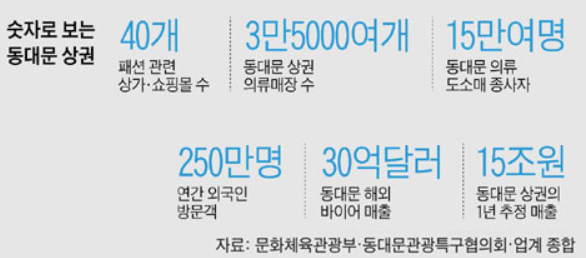 숫자로 보는
동대문 상권
40개
패션 관련
상가·쇼핑몰 수
3만5000여개
동대문 상권
의류매장 수
15만여명
동대문 의류
도소매 종사자
250만명
연간 외국인
방문객
30억달러
동대문 해외
바이어 매출
15조원
동대문 상권의
1년 추정 매출
자료: 문화체육관광부·동대문관광특구협의회·업계 종합